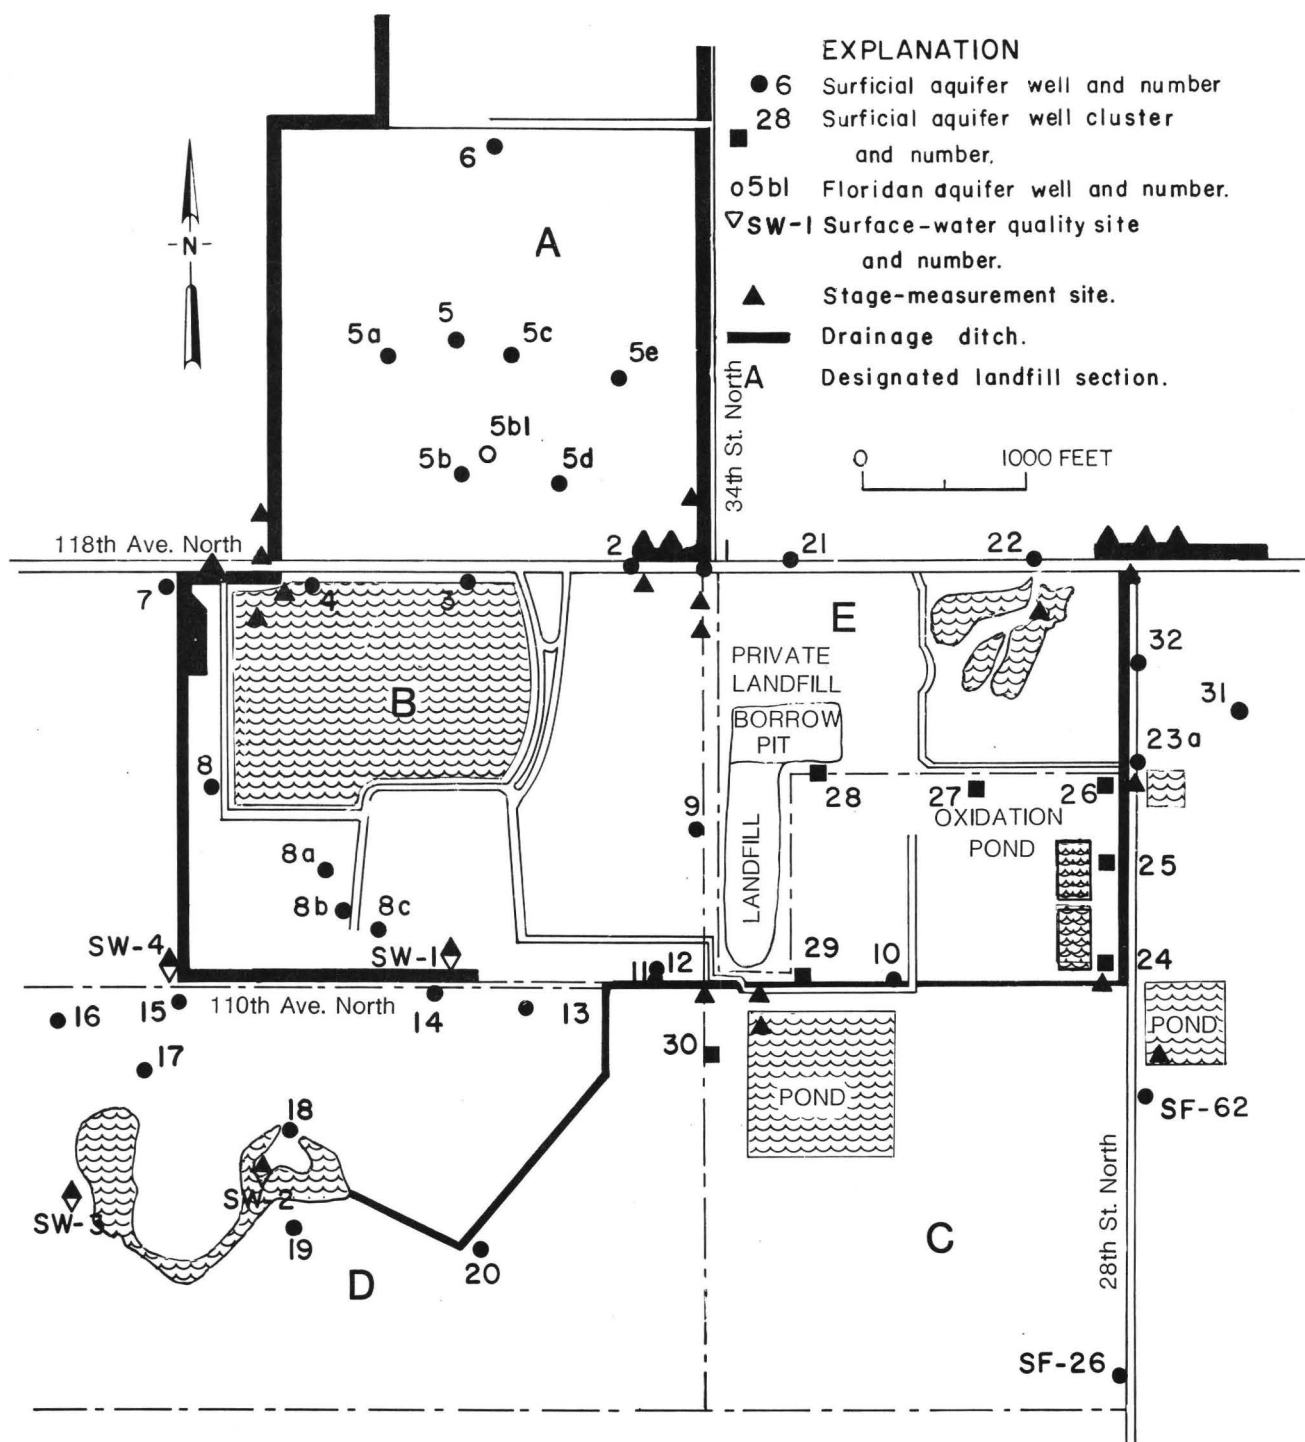 EXPLANATION
6 Surficial aquifer well and number
28 Surficial aquifer well cluster
and number.
o5b1 Floridan aquifer well and number.
SW-1 Surface-water quality site
and number.
Stage-measurement site.
Drainage ditch.
A Designated landfill section.
0 1000 FEET
-N-
6
A
5a
5
5c
5e
5b1
5b
5d
34th St. North
118th Ave. North
2
1
21
22
7
4
3
E
32
PRIVATE
LANDFILL
31
B
BORROW
PIT
23a
8
28
27
26
9
OXIDATION
POND
LANDFILL
25
8a
8b
8c
SW-4
SW-1
12
11
29
10
24
16
15
110th Ave. North
14
13
POND
17
30
POND
SF-62
18
SW-2
SW-3
28th St. North
19
20
C
D
SF-26